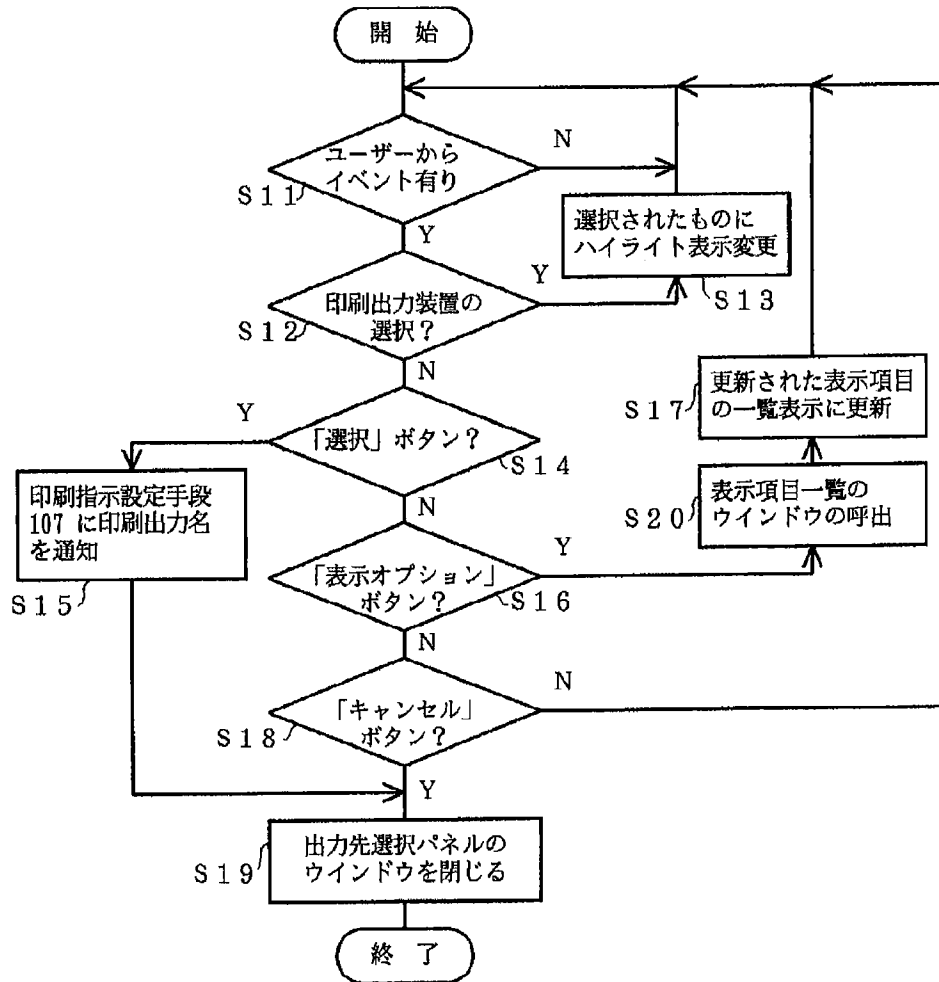 開 始
ユーザーから
イベント有り
N
S11
Y
選択されたものに
ハイライト表示変更
S13
印刷出力装置の
選択?
Y
S12
N
更新された表示項目
の一覧表示に更新
S17
Y
「選択」ボタン?
S14
表示項目一覧の
ウインドウの呼出
S20
印刷指示設定手段
107 に印刷出力名
を通知
S15
N
「表示オプション」
ボタン?
Y
S16
N
「キャンセル」
ボタン?
N
S18
Y
出力先選択パネルの
ウインドウを閉じる
S19
終 了